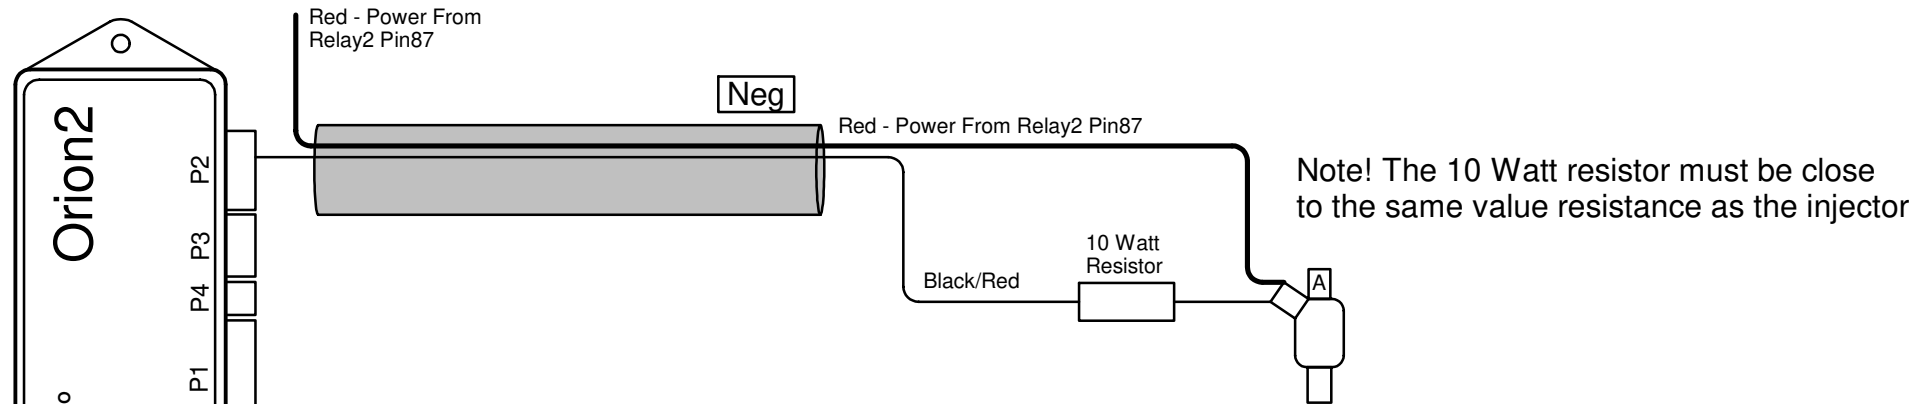 Red - Power From
Relay2 Pin87
Neg
Red - Power From Relay2 Pin87
Orion2
P2
P3
P4
P1
Note! The 10 Watt resistor must be close
to the same value resistance as the injector
10 Watt
Resistor
Black/Red
A